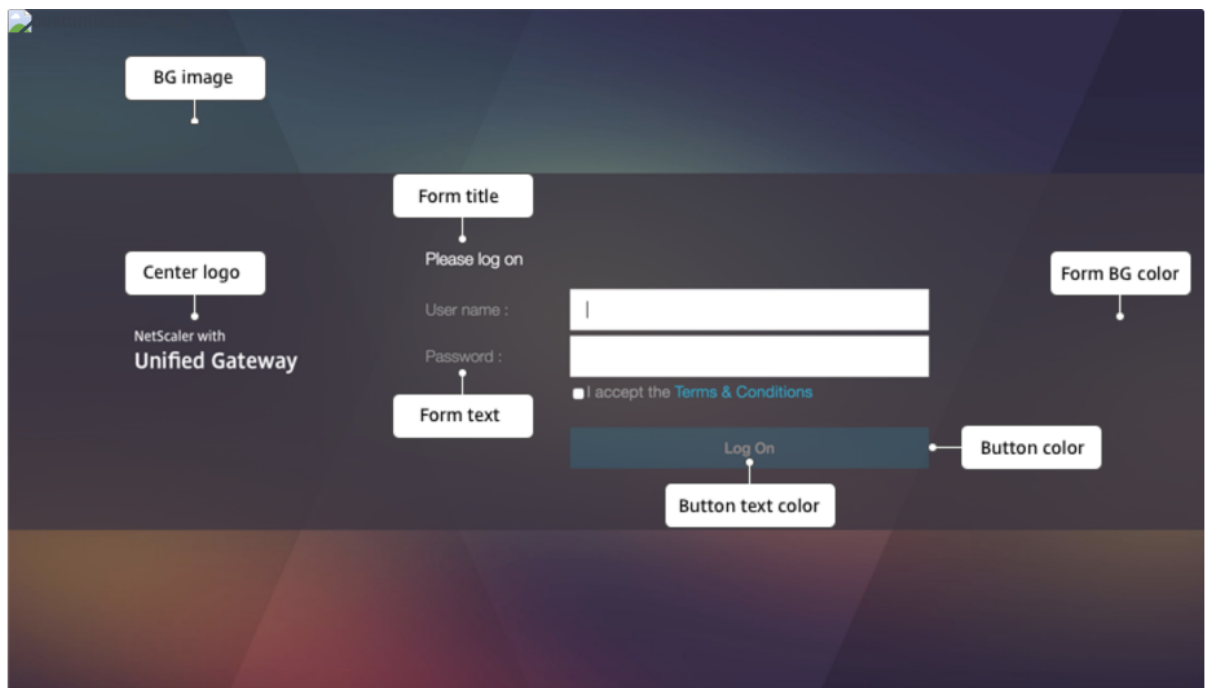 BG image
Form title
Please log on
Center logo
Form BG color
User name :
NetScaler with
Unified Gateway
Password :
I accept the Terms & Conditions
Form text
Log On
Button color
Button text color